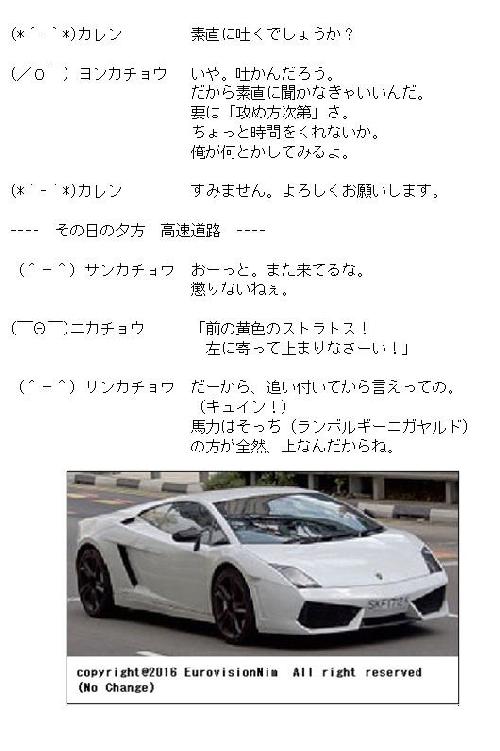 (*´-`*)カレン 素直に吐くでしょうか?
(／０￣) ヨンカチョウ いや。吐かんだろう。
だから素直に聞かなきゃいいんだ。
要に「攻め方次第」さ。
ちょっと時間をくれないか。
俺が何とかしてみるよ。
(*´-`*)カレン すみません。よろしくお願いします。
---- その日の夕方 高速道路 ----
（＾－＾）サンカチョウ おーっと。また来てるな。
懲りないねぇ。
(￣Θ￣)ニカチョウ 「前の黄色のストラトス！
左に寄って上まりなさーい！」
（＾－＾）リンカチョウ だーから、追い付いてから言えっての。
（キュイン！）
馬力はそっち（ランボルギーニガヤルド）
の方が全然、上なんだからね。
SKF1712
copyright@2016 EurovisionNim All right reserved
(No Change)